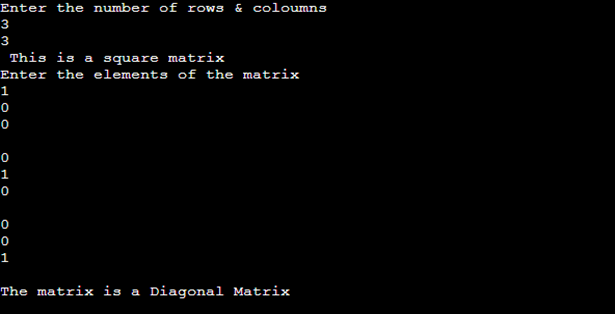 Enter the number of rows & coloumns
3
3
This is a square matrix
Enter the elements of the matrix
1
0
0
0
1
0
0
0
1
The matrix is a Diagonal Matrix